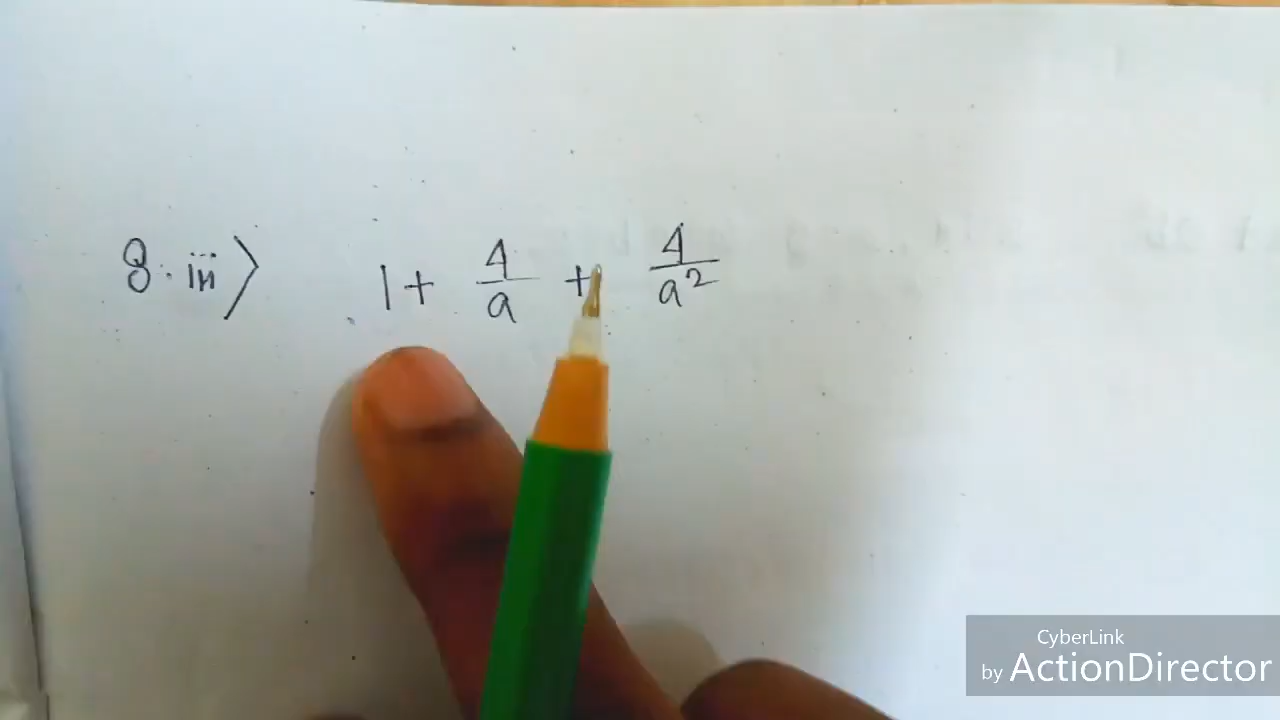 8. iii) 1 + 4/a + 4/a²
CyberLink
by ActionDirector